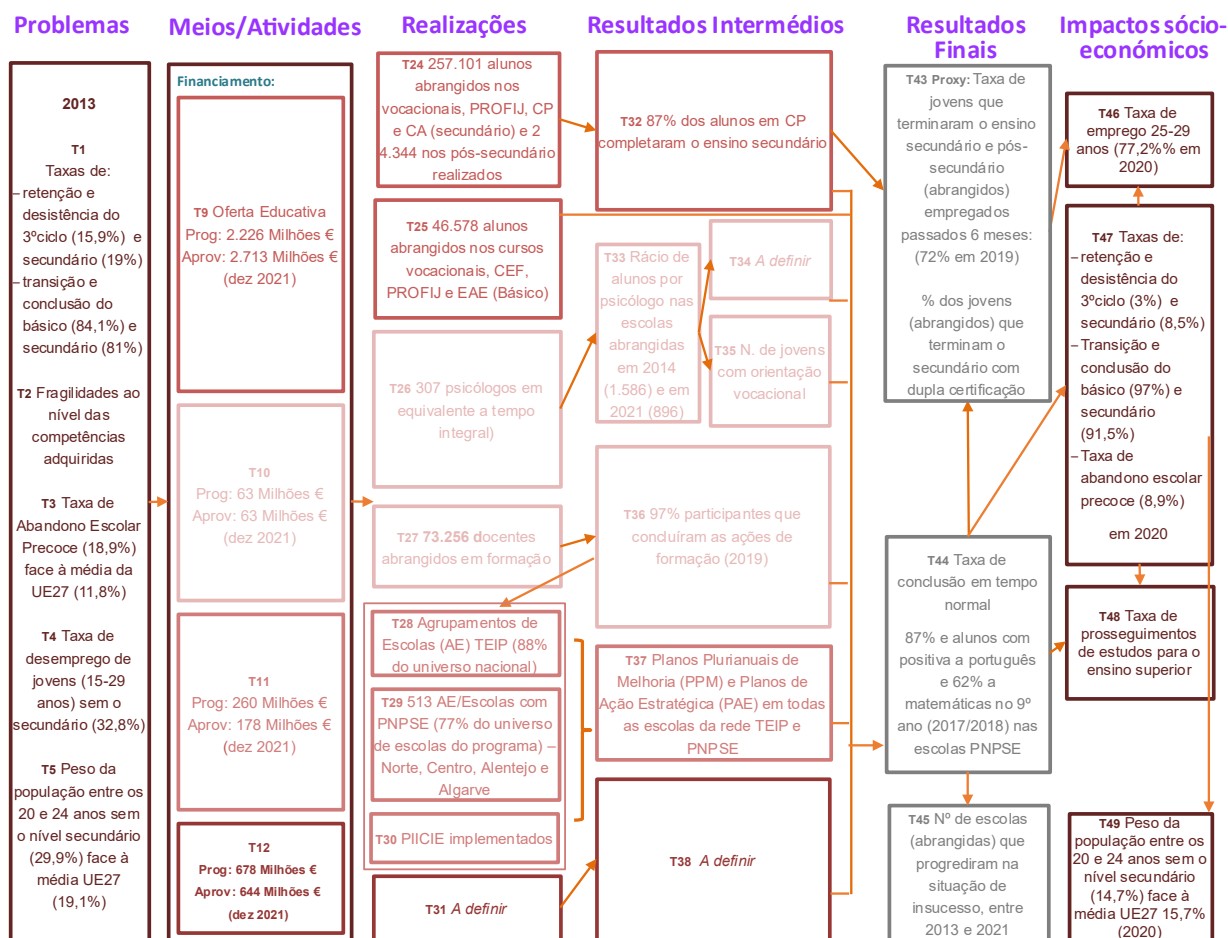 Problemas
Meios/Atividades
Realizações
Resultados Intermédios
Resultados
Finais
Impactos sócio-
económicos
2013
T1
Taxas de:
–retenção e
desistência do
3ºciclo (15,9%) e
secundário (19%)
–transição e
conclusão do
básico (84,1%) e
secundário (81%)
T2 Fragilidades ao
nível das
competências
adquiridas
T3 Taxa de
Abandono Escolar
Precoce (18,9%)
face à média da
UE27 (11,8%)
T4 Taxa de
desemprego de
jovens (15-29
anos) sem o
secundário (32,8%)
T5 Peso da
população entre os
20 e 24 anos sem
o nível secundário
(29,9%) face à
média UE27
(19,1%)
Financiamento:
T9 Oferta Educativa
Prog: 2.226 Milhões €
Aprov: 2.713 Milhões €
(dez 2021)
T10
Prog: 63 Milhões €
Aprov: 63 Milhões €
(dez 2021)
T11
Prog: 260 Milhões €
Aprov: 178 Milhões €
(dez 2021)
T12
Prog: 678 Milhões €
Aprov: 644 Milhões €
(dez 2021)
T24 257.101 alunos
abrangidos nos
vocacionais, PROFIJ, CP
e CA (secundário) e 2
4.344 nos pós-secundário
realizados
T25 46.578 alunos
abrangidos nos cursos
vocacionais, CEF,
PROFIJ e EAE (Básico)
T26 307 psicólogos em
equivalente a tempo
integral)
T27 73.256 docentes
abrangidos em formação
T28 Agrupamentos de
Escolas (AE) TEIP (88%
do universo nacional)
T29 513 AE/Escolas com
PNPSE (77% do universo
de escolas do programa) –
Norte, Centro, Alentejo e
Algarve
T30 PIICIE implementados
T31 A definir
T32 87% dos alunos em CP
completaram o ensino secundário
T33 Rácio de
alunos por
psicólogo nas
escolas
abrangidas
em 2014
(1.586) e em
2021 (896)
T34 A definir
T35 N. de jovens
com orientação
vocacional
T36 97% participantes que
concluíram as ações de
formação (2019)
T37 Planos Plurianuais de
Melhoria (PPM) e Planos de
Ação Estratégica (PAE) em todas
as escolas da rede TEIP e
PNPSE
T38 A definir
T43 Proxy: Taxa de
jovens que
terminaram o ensino
secundário e pós-
secundário
(abrangidos)
empregados
passados 6 meses:
(72% em 2019)
% dos jovens
(abrangidos) que
terminam o
secundário com
dupla certificação
T44 Taxa de
conclusão em tempo
normal
87% e alunos com
positiva a português
e 62% a
matemáticas no 9º
ano (2017/2018) nas
escolas PNPSE
T45 Nº de escolas
(abrangidas) que
progrediram na
situação de
insucesso, entre
2013 e 2021
T46 Taxa de
emprego 25-29
anos (77,2%% em
2020)
T47 Taxas de:
–retenção e
desistência do
3ºciclo (3%) e
secundário (8,5%)
–Transição e
conclusão do
básico (97%) e
secundário
(91,5%)
–Taxa de
abandono escolar
precoce (8,9%)
em 2020
T48 Taxa de
prosseguimentos
de estudos para o
ensino superior
T49 Peso da
população entre os
20 e 24 anos sem o
nível secundário
(14,7%) face à
média UE27 15,7%
(2020)